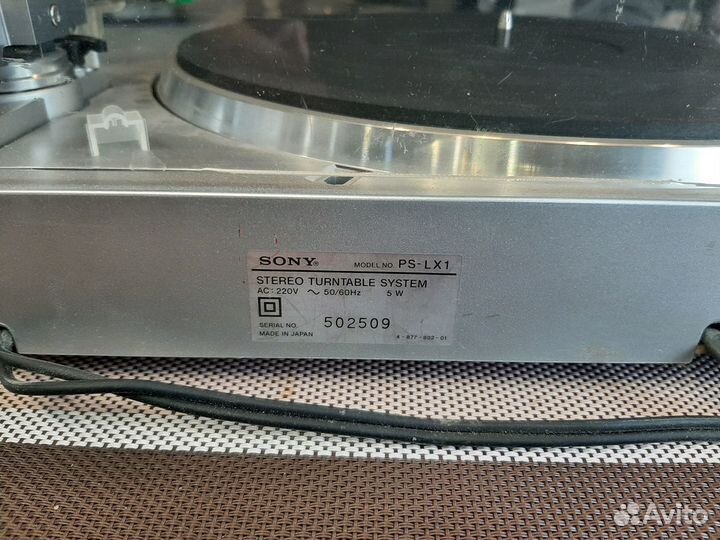 SONY® MODEL NO. PS-LX1
STEREO TURNTABLE SYSTEM
AC: 220V ～ 50/60Hz 5 W
SERIAL NO. 502509
MADE IN JAPAN 4-877-802-01
Avito